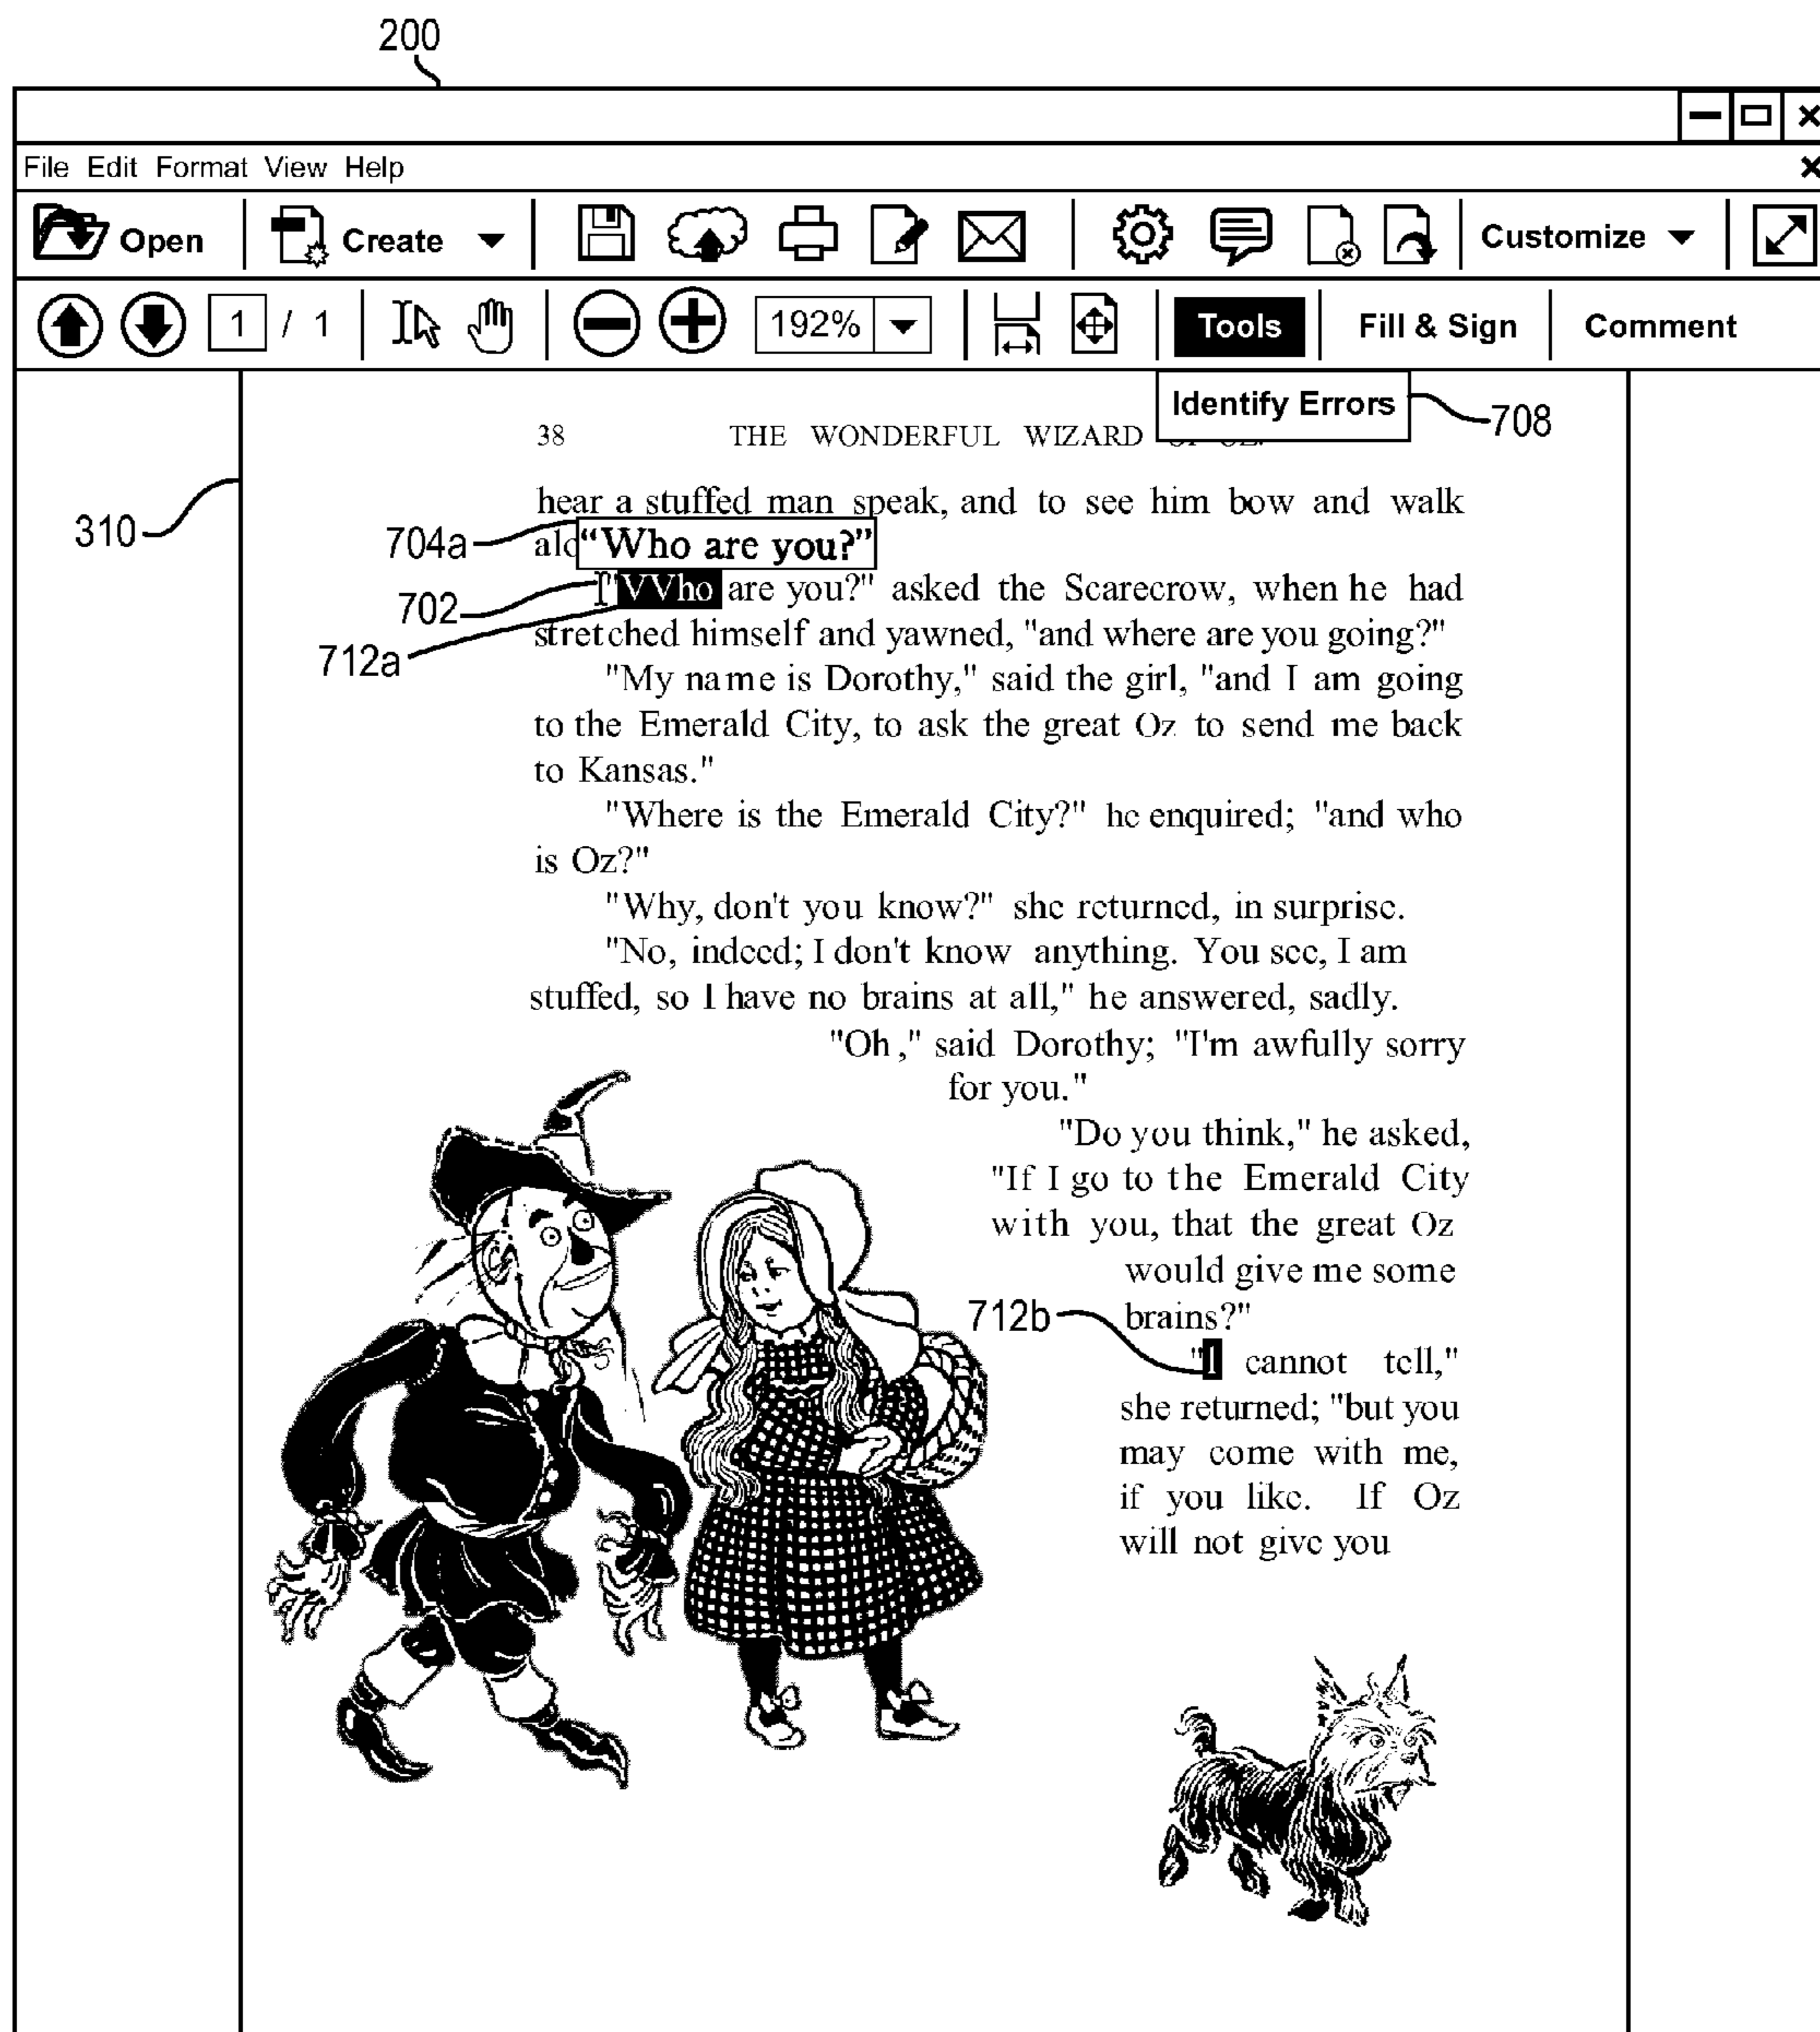 200
File Edit Format View Help
Open Create Customize
1 / 1 192% Tools Fill & Sign Comment
Identify Errors 708
38 THE WONDERFUL WIZARD
310
hear a stuffed man speak, and to see him bow and walk
704a alo "Who are you?"
702 "VVho are you?" asked the Scarecrow, when he had
712a stretched himself and yawned, "and where are you going?"
"My name is Dorothy," said the girl, "and I am going
to the Emerald City, to ask the great Oz to send me back
to Kansas."
"Where is the Emerald City?" he enquired; "and who
is Oz?"
"Why, don't you know?" she returned, in surprise.
"No, indeed; I don't know anything. You see, I am
stuffed, so I have no brains at all," he answered, sadly.
"Oh," said Dorothy; "I'm awfully sorry
for you."
"Do you think," he asked,
"If I go to the Emerald City
with you, that the great Oz
would give me some
712b brains?"
"1 cannot tell,"
she returned; "but you
may come with me,
if you like. If Oz
will not give you